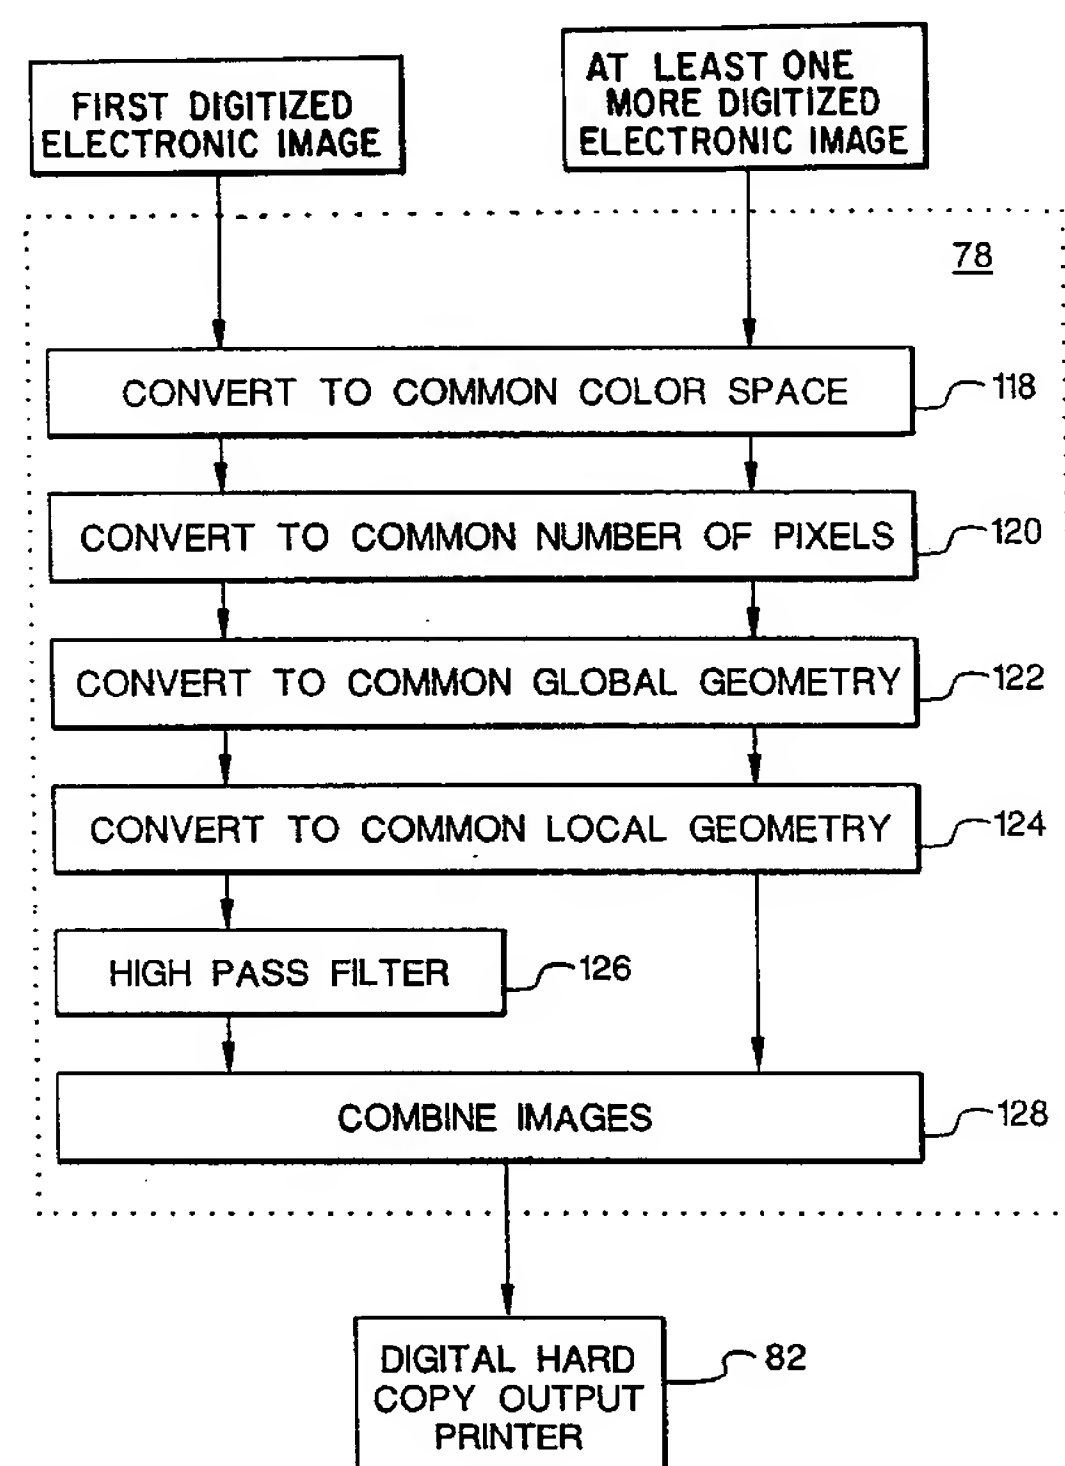 FIRST DIGITIZED
ELECTRONIC IMAGE
AT LEAST ONE
MORE DIGITIZED
ELECTRONIC IMAGE
78
CONVERT TO COMMON COLOR SPACE
118
CONVERT TO COMMON NUMBER OF PIXELS
120
CONVERT TO COMMON GLOBAL GEOMETRY
122
CONVERT TO COMMON LOCAL GEOMETRY
124
HIGH PASS FILTER
126
COMBINE IMAGES
128
DIGITAL HARD
COPY OUTPUT
PRINTER
82